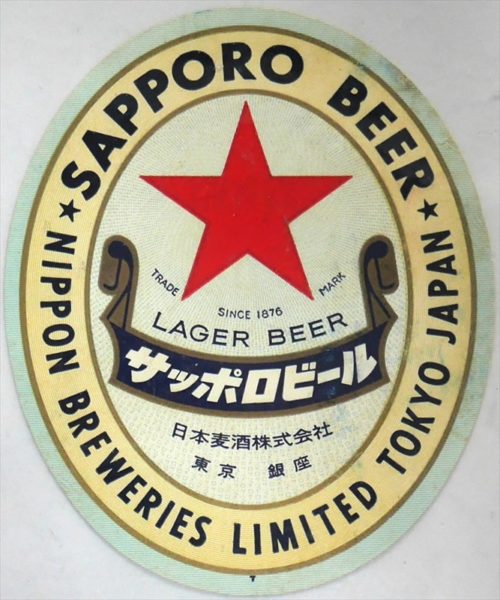 SAPPORO BEER
TRADE MARK
SINCE 1876
LAGER BEER
サッポロビール
日本麦酒株式会社
東京 銀座
★ NIPPON BREWERIES LIMITED TOKYO JAPAN ★